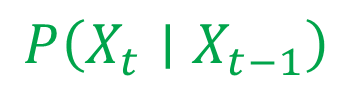 P(X_t | X_{t−1})